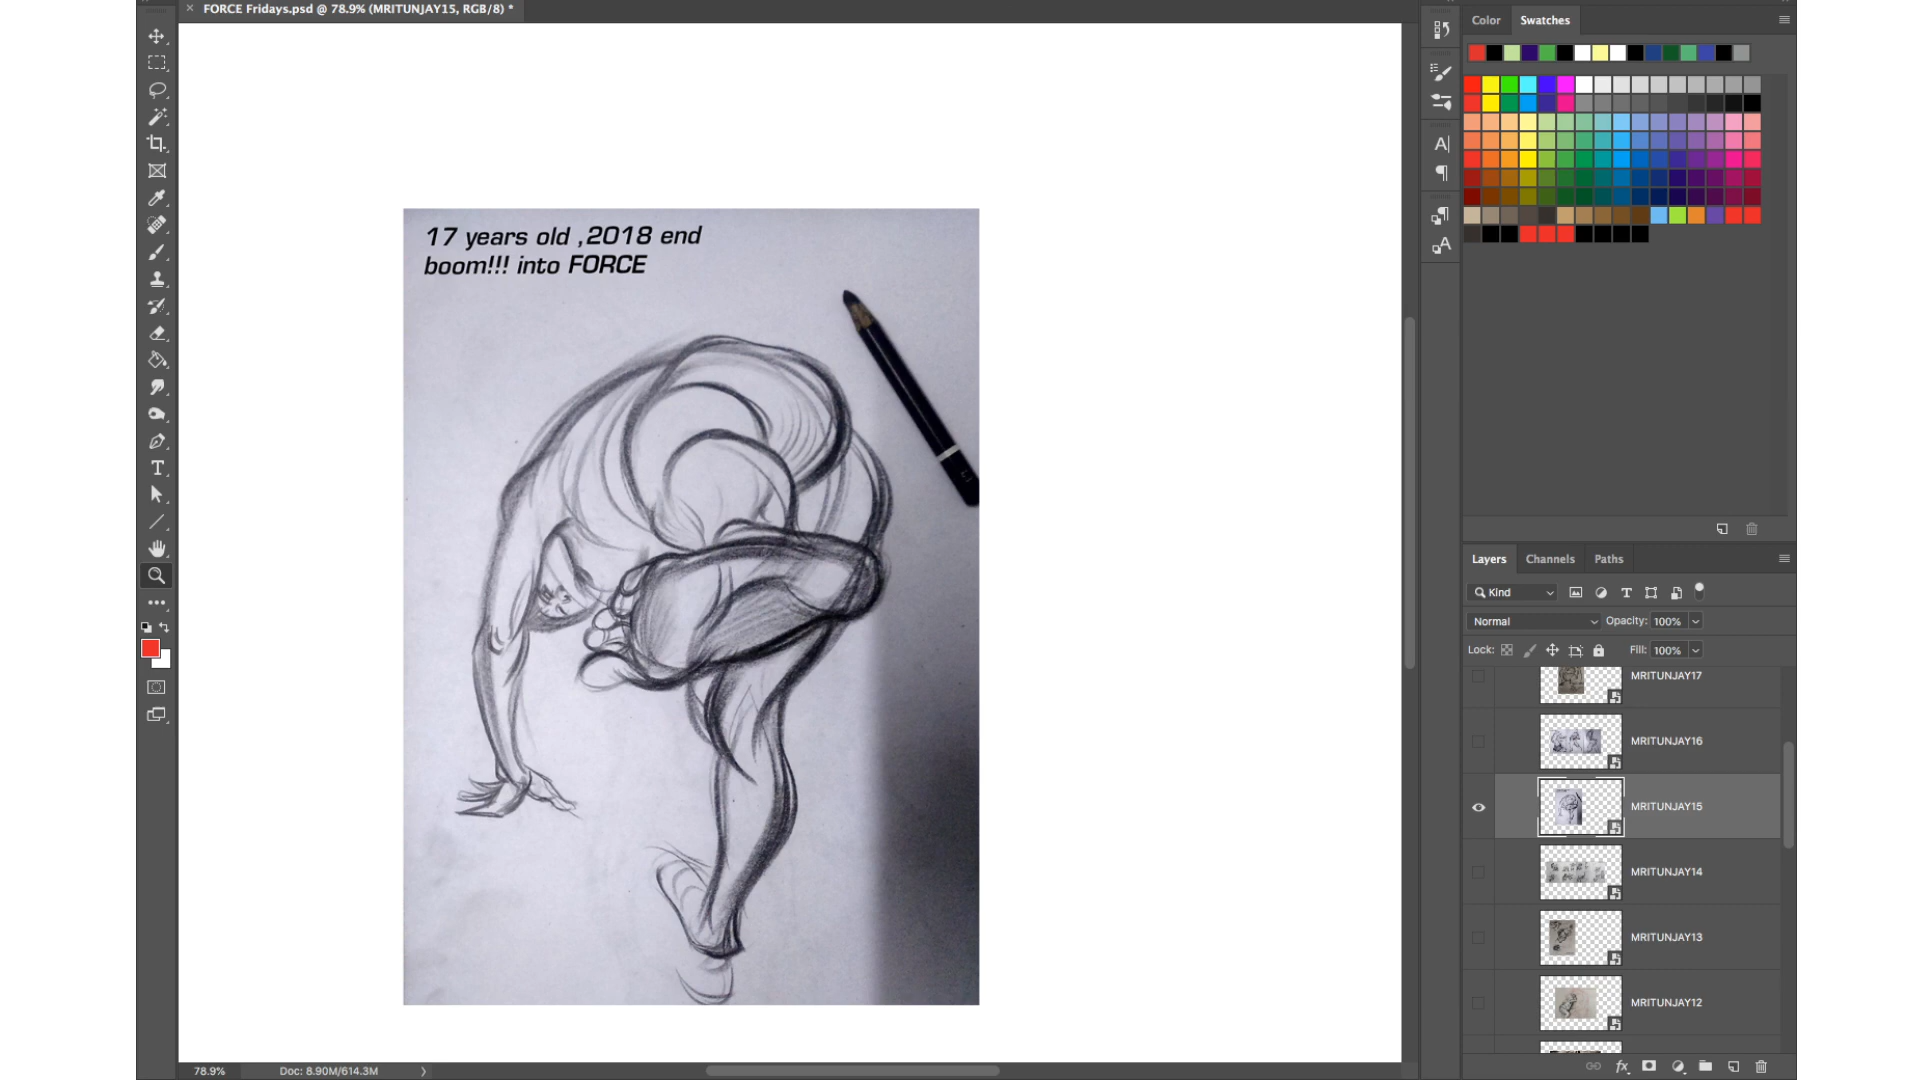 × FORCE Fridays.psd @ 78.9% (MRITUNJAY15, RGB/8) *
Color Swatches
17 years old ,2018 end
boom!!! into FORCE
Layers Channels Paths
Kind
Normal Opacity: 100%
Lock: Fill: 100%
MRITUNJAY17
MRITUNJAY16
MRITUNJAY15
MRITUNJAY14
MRITUNJAY13
MRITUNJAY12
78.9% Doc: 8.90M/614.3M